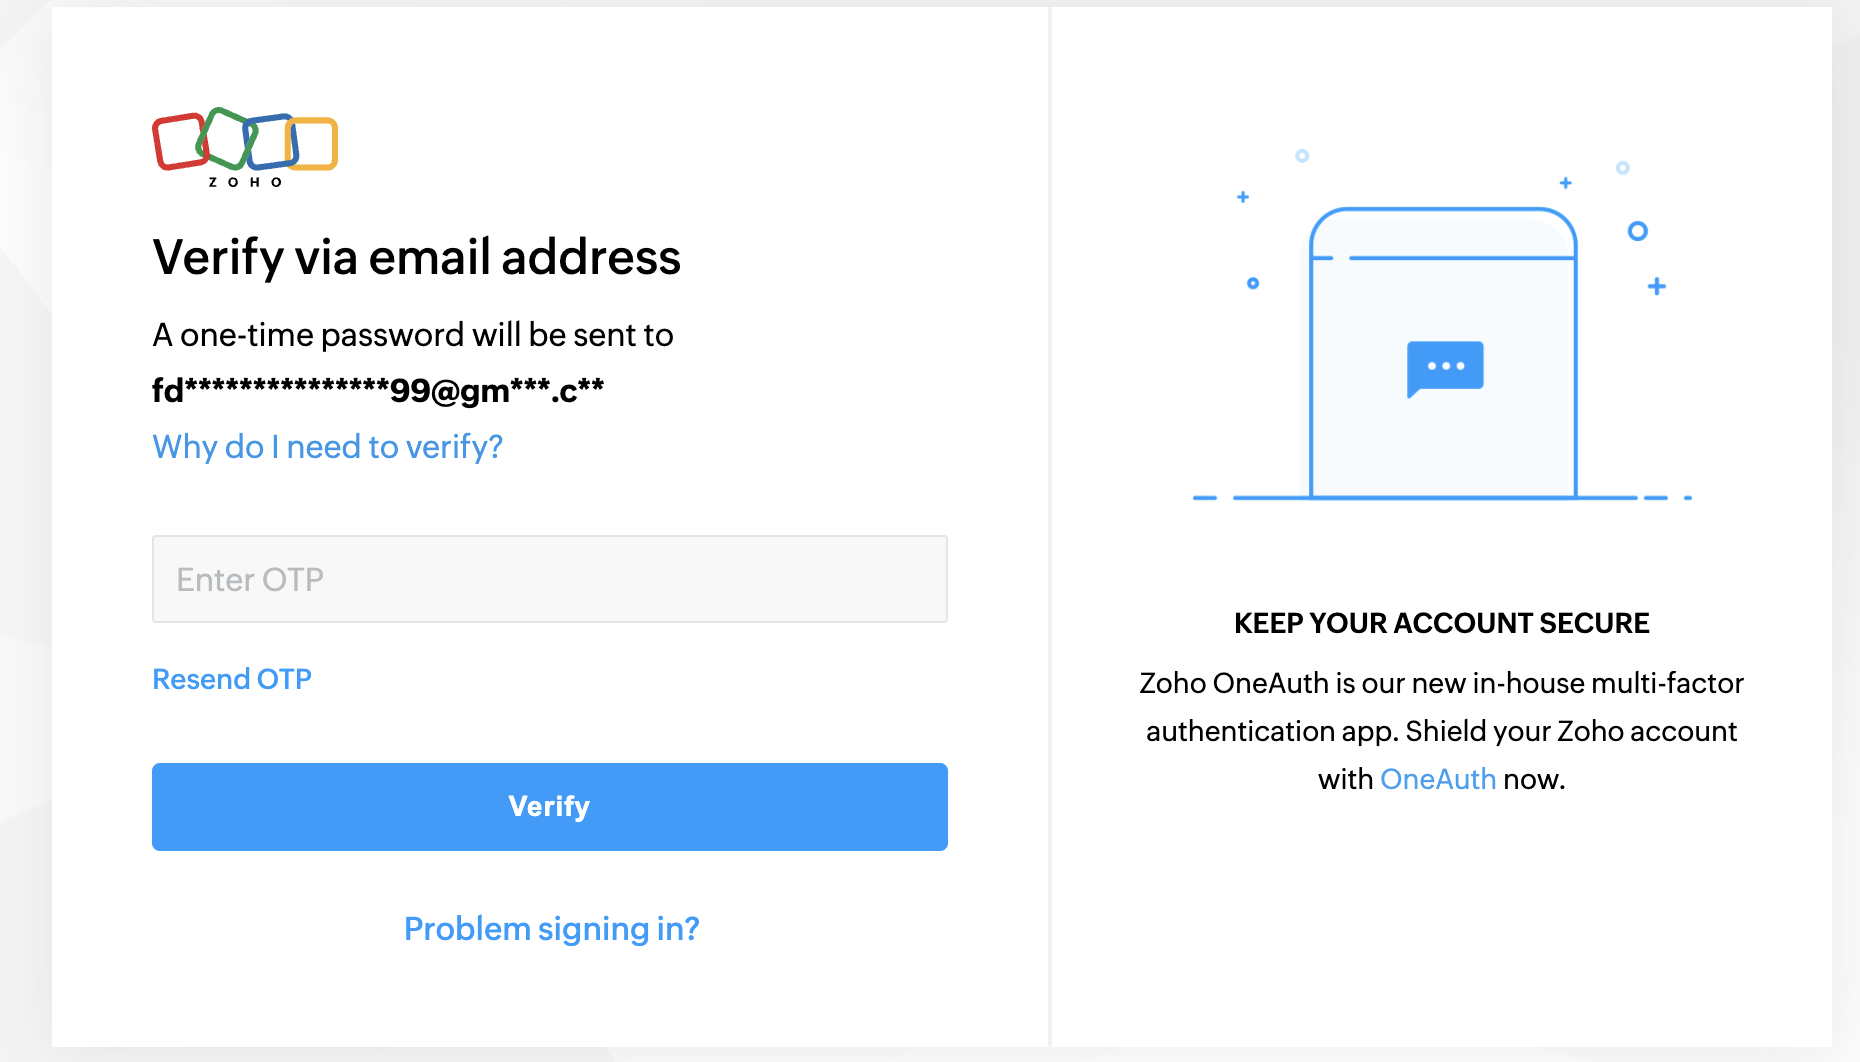 ZOHO
Verify via email address
A one-time password will be sent to
fd***************99@gm***.c**
Why do I need to verify?
Enter OTP
Resend OTP
Verify
Problem signing in?
KEEP YOUR ACCOUNT SECURE
Zoho OneAuth is our new in-house multi-factor
authentication app. Shield your Zoho account
with OneAuth now.